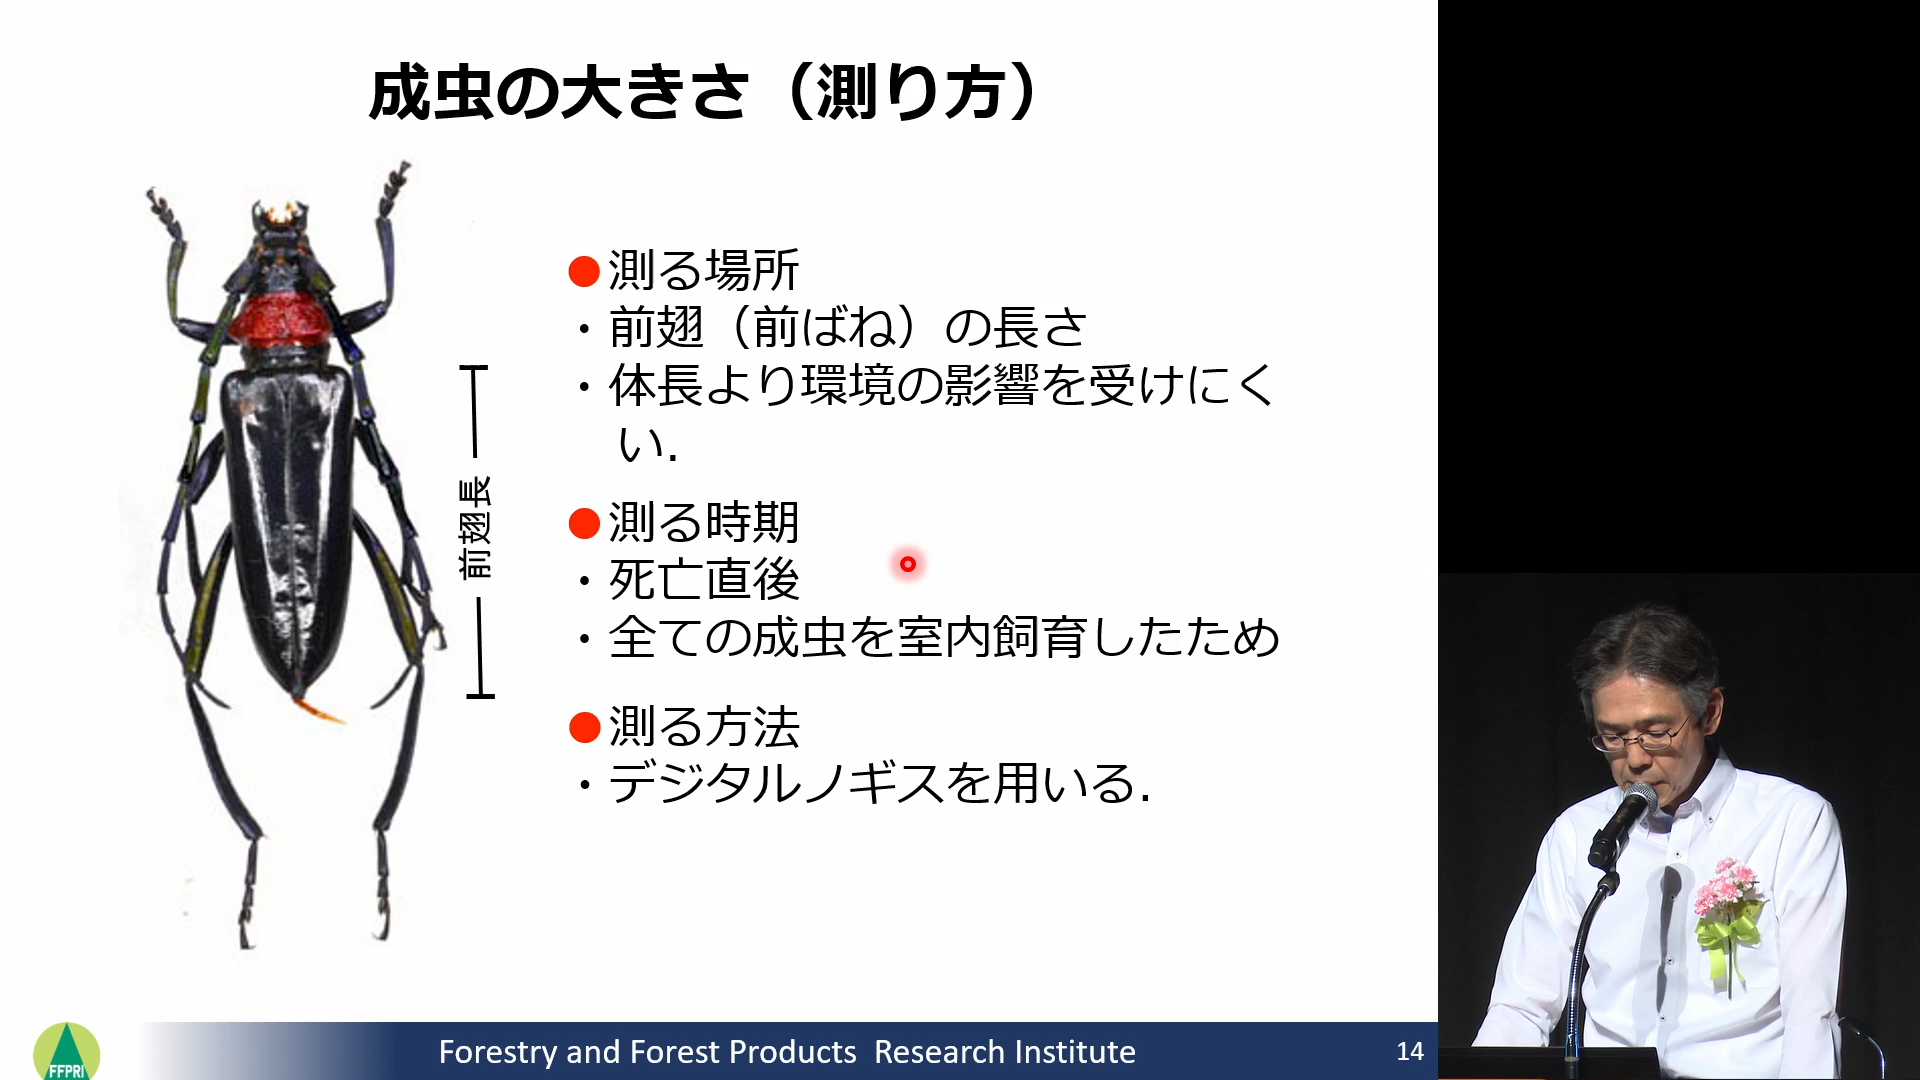 成虫の大きさ（測り方）
●測る場所
・前翅（前ばね）の長さ
・体長より環境の影響を受けにく
い.
前翅長
●測る時期
・死亡直後
・全ての成虫を室内飼育したため
●測る方法
・デジタルノギスを用いる.
FFPRI
Forestry and Forest Products Research Institute
14